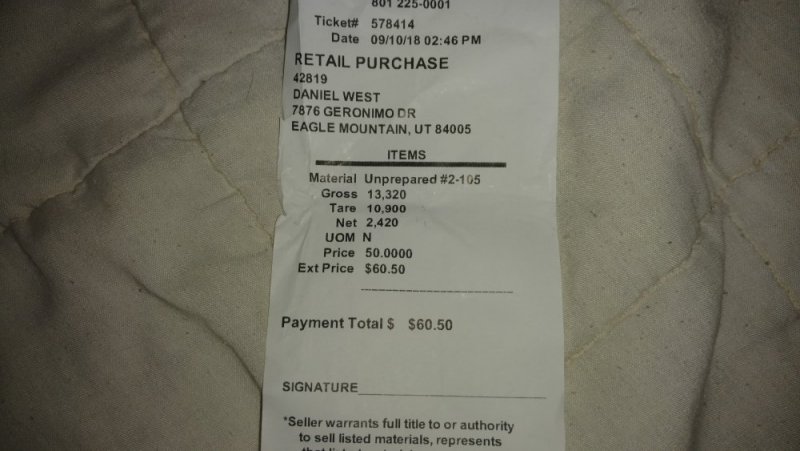 801 225-0001
Ticket# 578414
Date 09/10/18 02:46 PM
RETAIL PURCHASE
42819
DANIEL WEST
7876 GERONIMO DR
EAGLE MOUNTAIN, UT 84005
ITEMS
Material Unprepared #2-105
Gross 13,320
Tare 10,900
Net 2,420
UOM N
Price 50.0000
Ext Price $60.50
Payment Total $ $60.50
SIGNATURE
*Seller warrants full title to or authority
to sell listed materials, represents